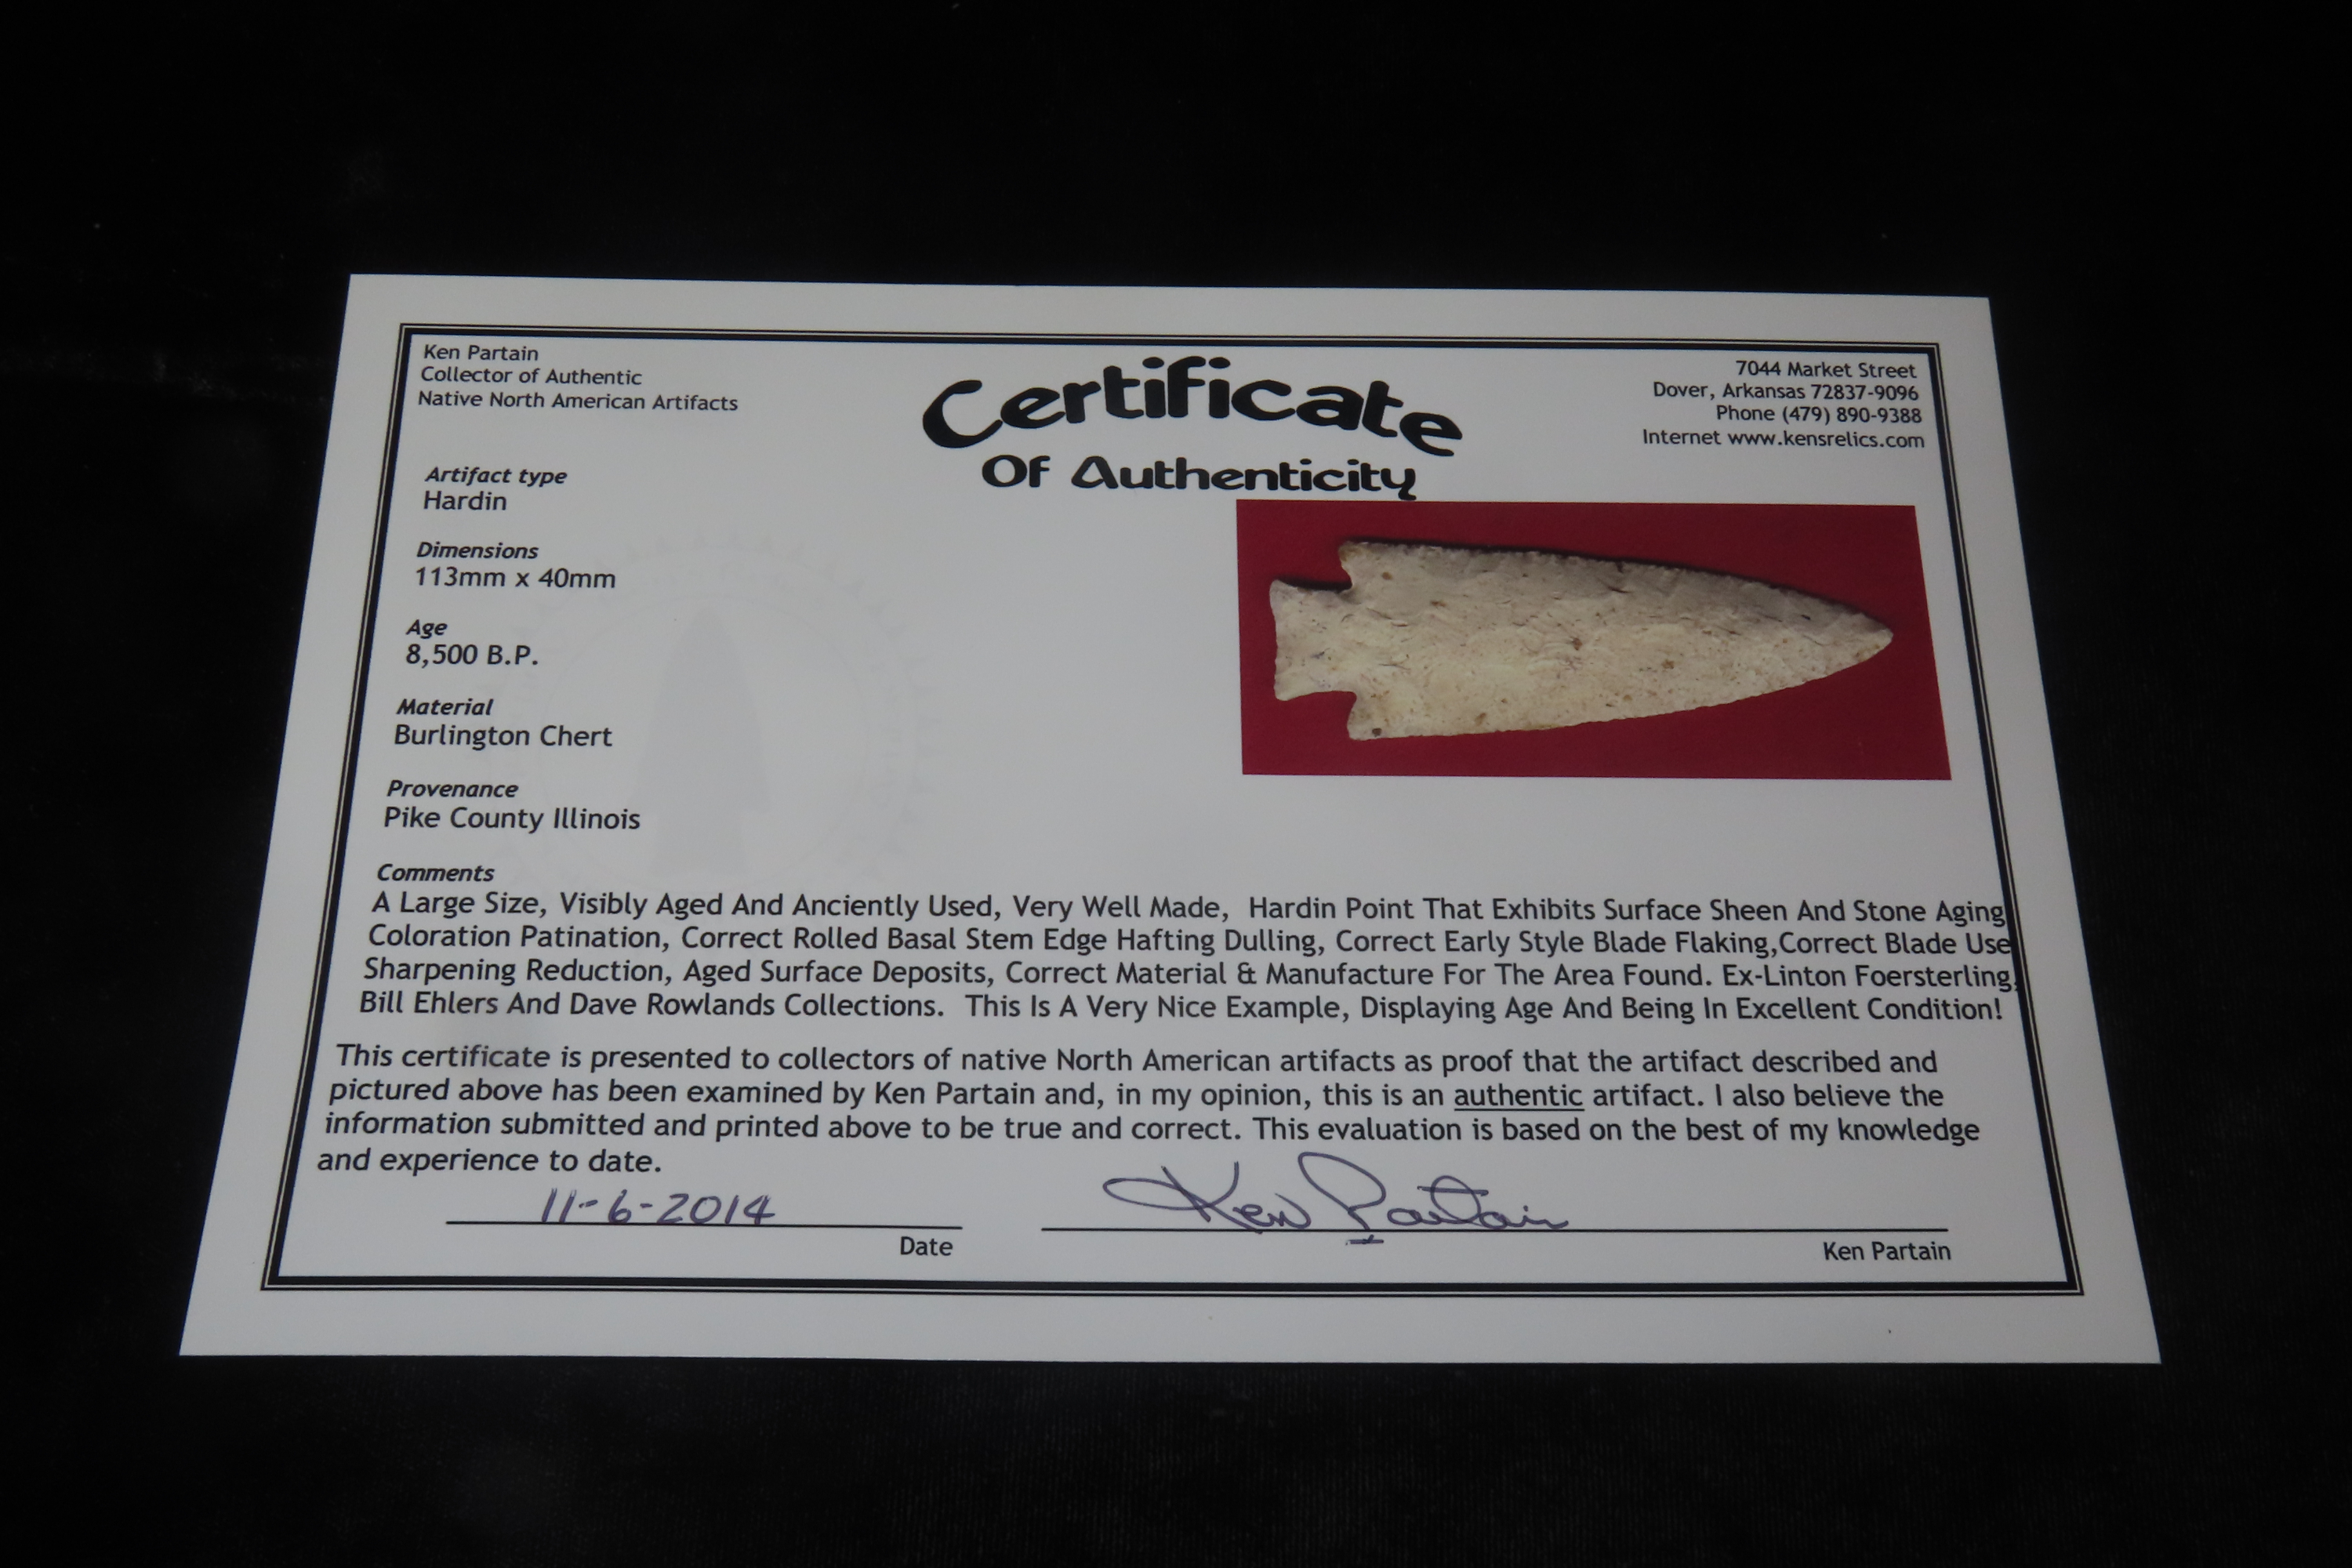 Ken Partain
Collector of Authentic
Native North American Artifacts
Certificate
Of Authenticity
7044 Market Street
Dover, Arkansas 72837-9096
Phone (479) 890-9388
Internet www.kensrelics.com
Artifact type
Hardin
Dimensions
113mm x 40mm
Age
8,500 B.P.
Material
Burlington Chert
Provenance
Pike County Illinois
Comments
A Large Size, Visibly Aged And Anciently Used, Very Well Made, Hardin Point That Exhibits Surface Sheen And Stone Aging
Coloration Patination, Correct Rolled Basal Stem Edge Hafting Dulling, Correct Early Style Blade Flaking,Correct Blade Use
Sharpening Reduction, Aged Surface Deposits, Correct Material & Manufacture For The Area Found. Ex-Linton Foersterling,
Bill Ehlers And Dave Rowlands Collections. This Is A Very Nice Example, Displaying Age And Being In Excellent Condition!
This certificate is presented to collectors of native North American artifacts as proof that the artifact described and
pictured above has been examined by Ken Partain and, in my opinion, this is an authentic artifact. I also believe the
information submitted and printed above to be true and correct. This evaluation is based on the best of my knowledge
and experience to date.
11-6-2014
Ken Partain
Date
Ken Partain